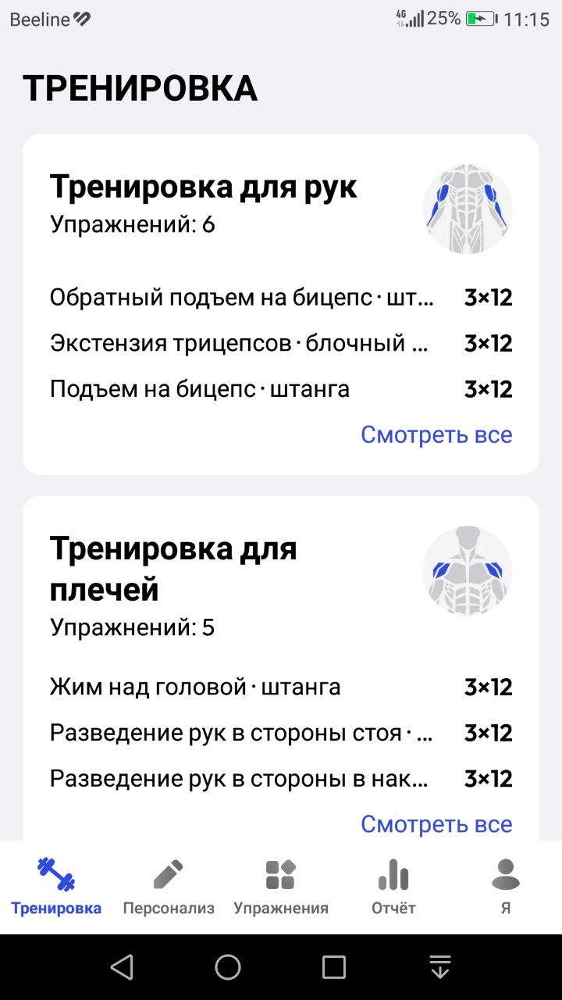 Beeline 4G 25% 11:15
ТРЕНИРОВКА
Тренировка для рук
Упражнений: 6
Обратный подъем на бицепс · шт... 3×12
Экстензия трицепсов · блочный ... 3×12
Подъем на бицепс · штанга 3×12
Смотреть все
Тренировка для
плечей
Упражнений: 5
Жим над головой · штанга 3×12
Разведение рук в стороны стоя · ... 3×12
Разведение рук в стороны в нак... 3×12
Смотреть все
Тренировка Персонализ Упражнения Отчёт Я